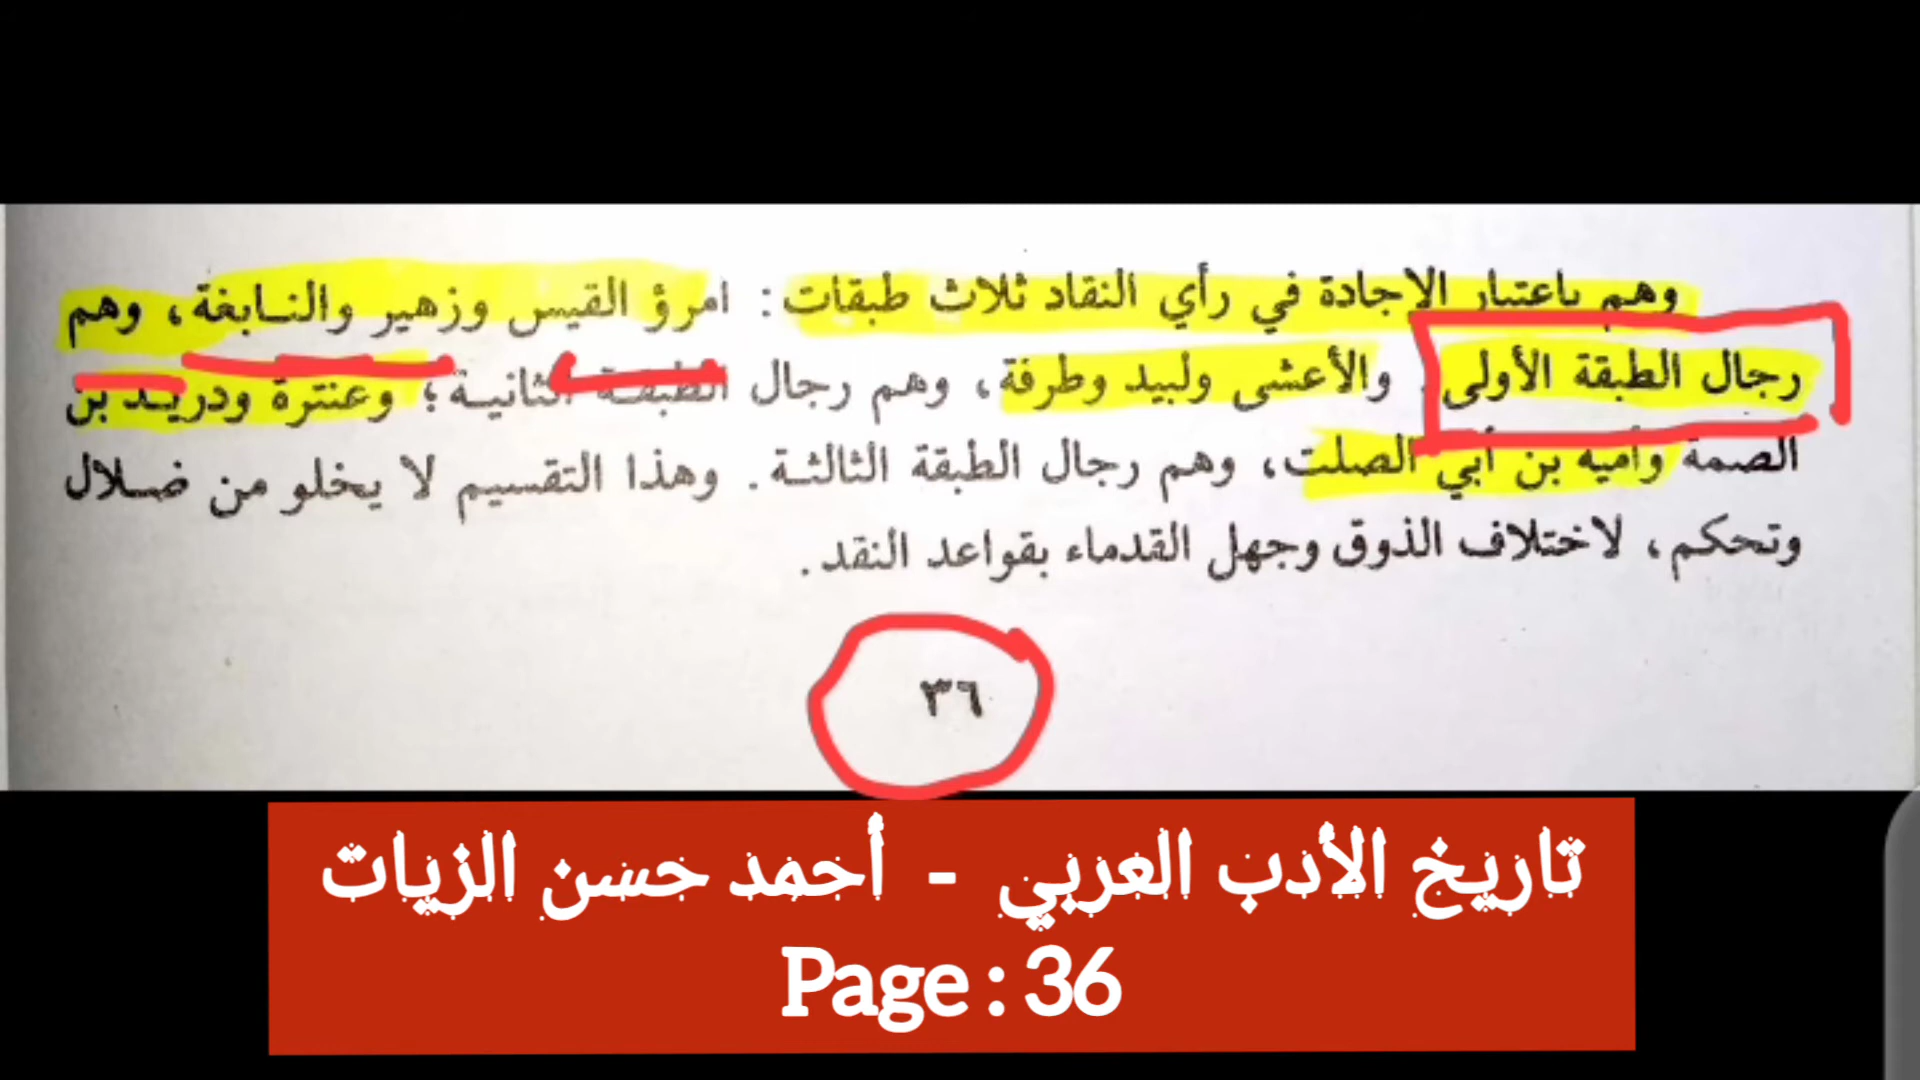 وهم باعتبار الإجادة في رأي النقاد ثلاث طبقات : امرؤ القيس وزهير والنابغة ، وهم
رجال الطبقة الأولى . والأعشى ولبيد وطرفة ، وهم رجال الطبقة الثانية ؛ وعنترة ودريد بن
الصمة وأمية بن أبي الصلت ، وهم رجال الطبقة الثالثة . وهذا التقسيم لا يخلو من ضلال
وتحكم ، لاختلاف الذوق وجهل القدماء بقواعد النقد .
٣٦
تاريخ الأدب العربي - أحمد حسن الزيات
Page : 36